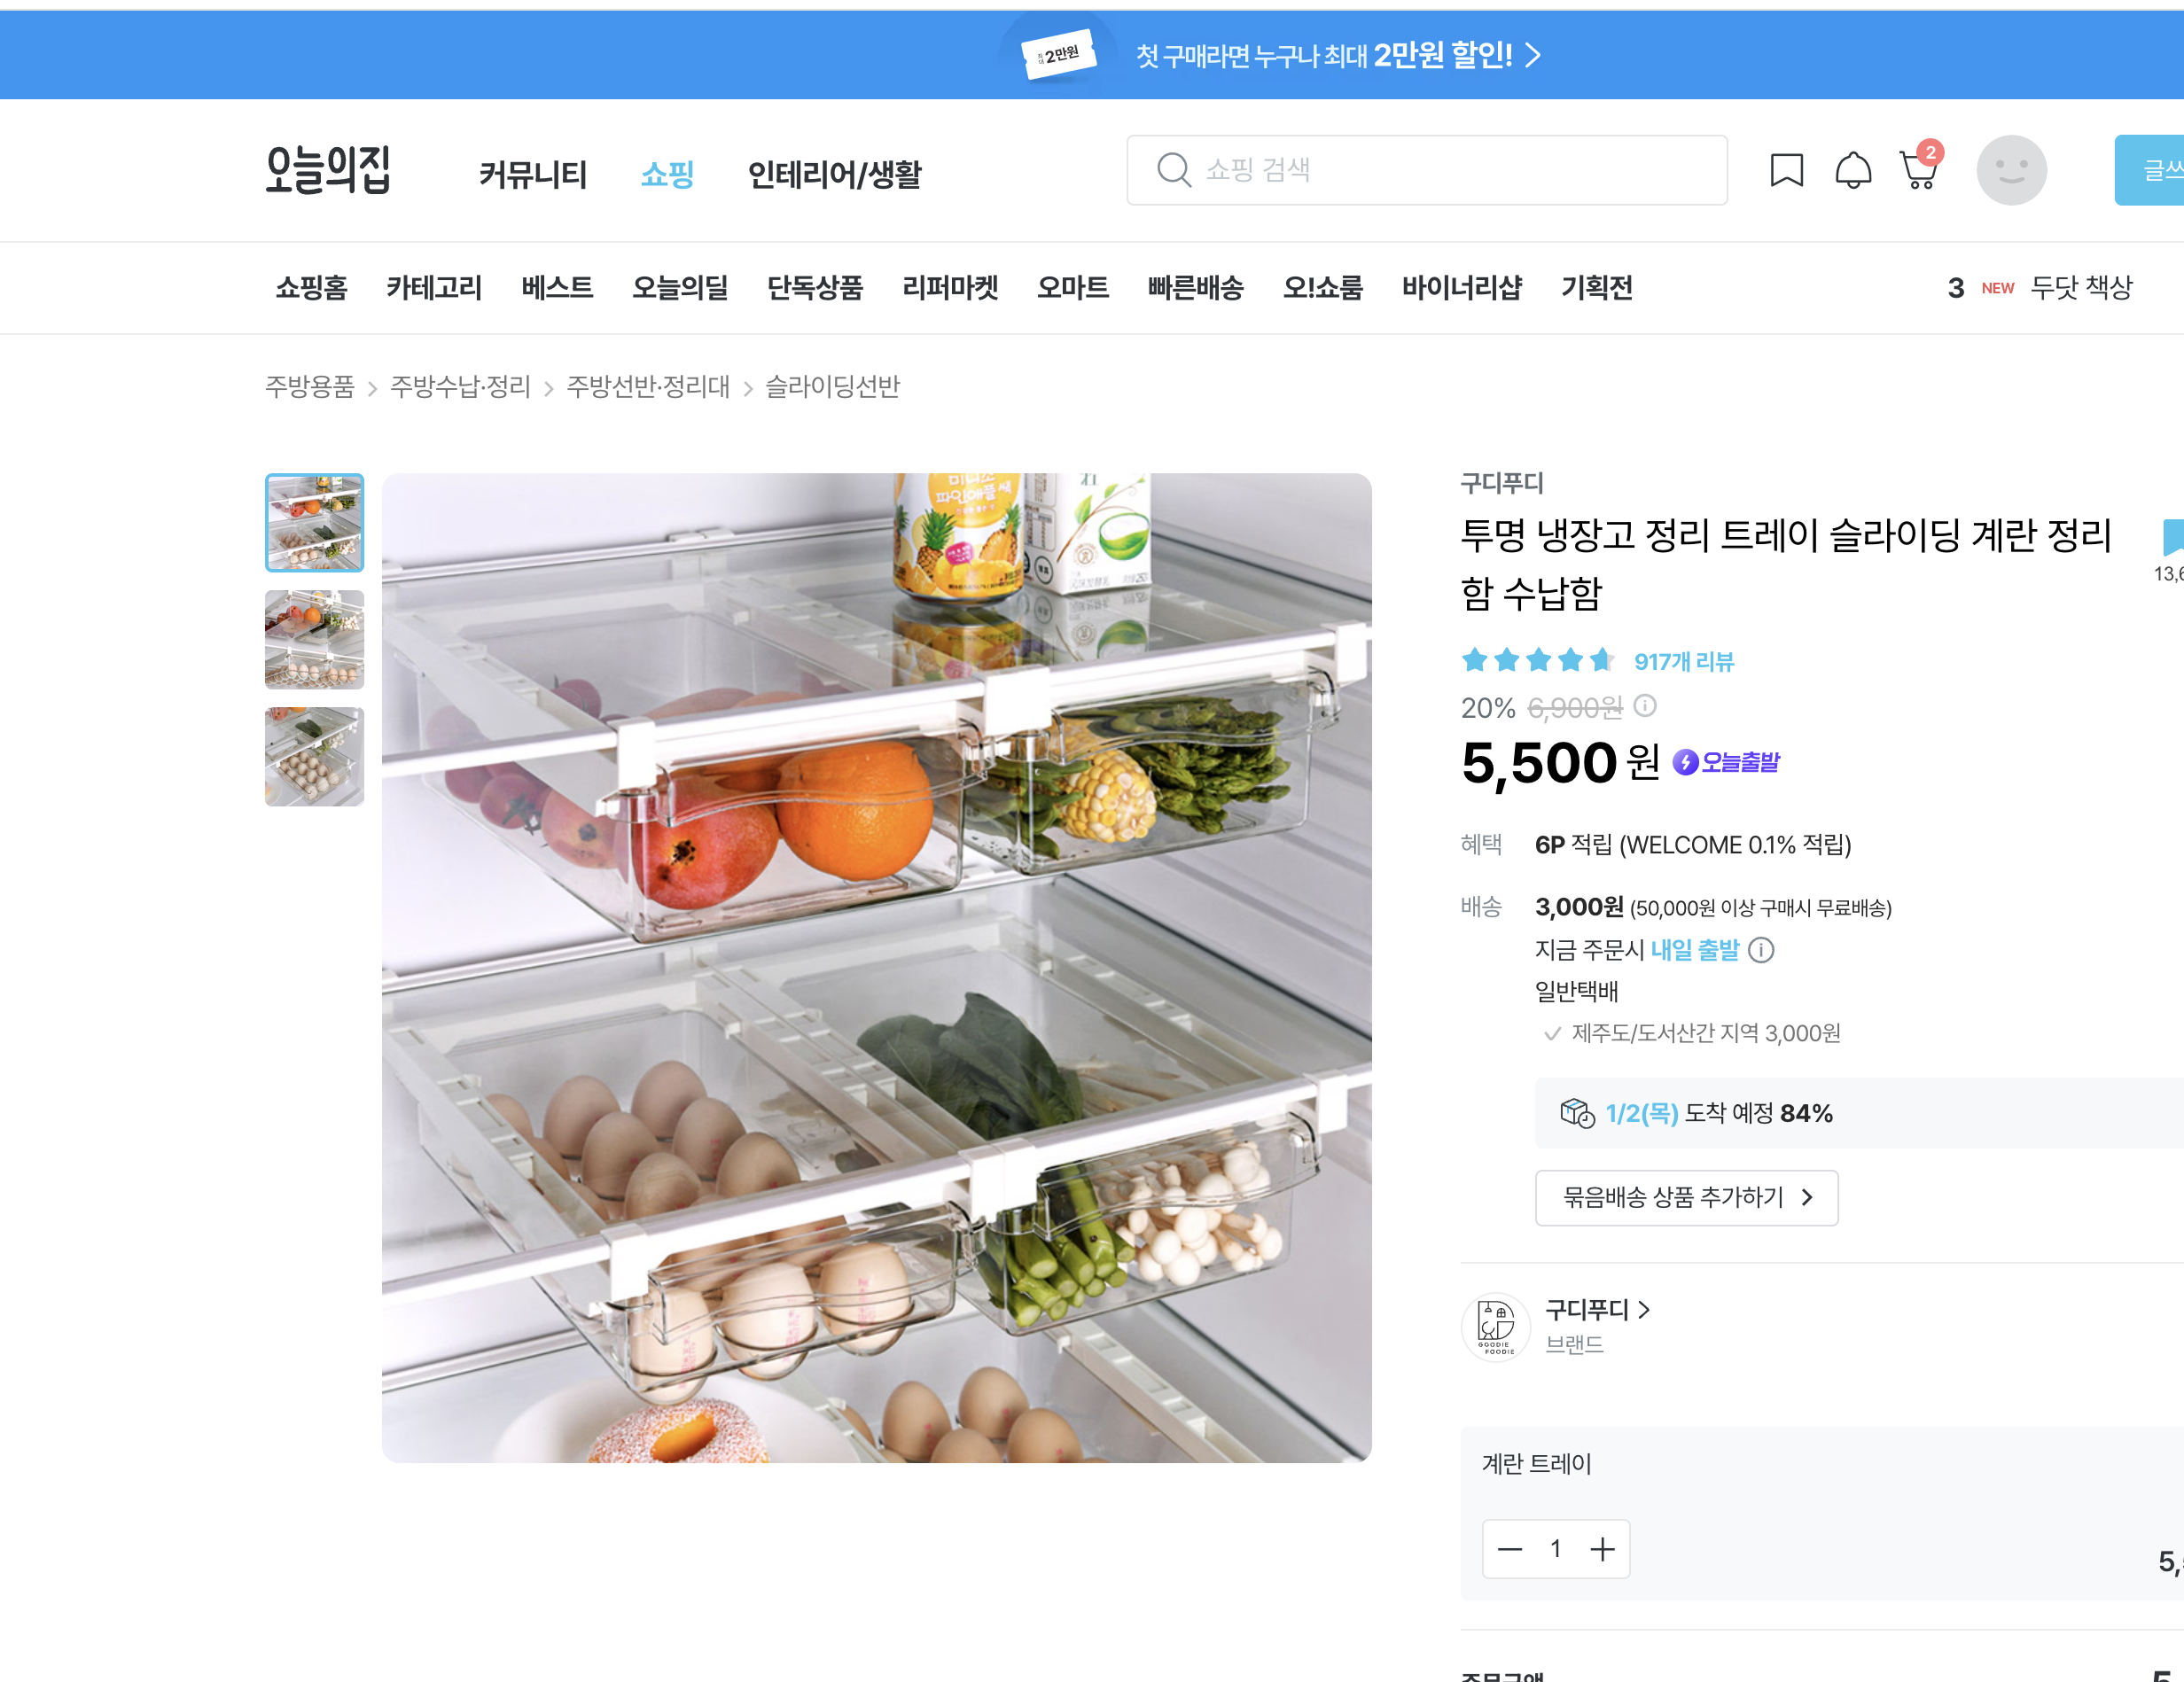 최대 2만원
첫 구매라면 누구나 최대 2만원 할인!
오늘의집 커뮤니티 쇼핑 인테리어/생활 쇼핑 검색 2
쇼핑홈 카테고리 베스트 오늘의딜 단독상품 리퍼마켓 오마트 빠른배송 오!쇼룸 바이너리샵 기획전 3 NEW 두닷 책상
주방용품 > 주방수납·정리 > 주방선반·정리대 > 슬라이딩선반
파인애플 쌕
구디푸디
투명 냉장고 정리 트레이 슬라이딩 계란 정리
함 수납함
917개 리뷰
20% 6,900원
5,500 원 오늘출발
혜택 6P 적립 (WELCOME 0.1% 적립)
배송 3,000원 (50,000원 이상 구매시 무료배송)
지금 주문시 내일 출발
일반택배
제주도/도서산간 지역 3,000원
1/2(목) 도착 예정 84%
묶음배송 상품 추가하기
GOODIE
FOODIE
구디푸디
브랜드
계란 트레이
1